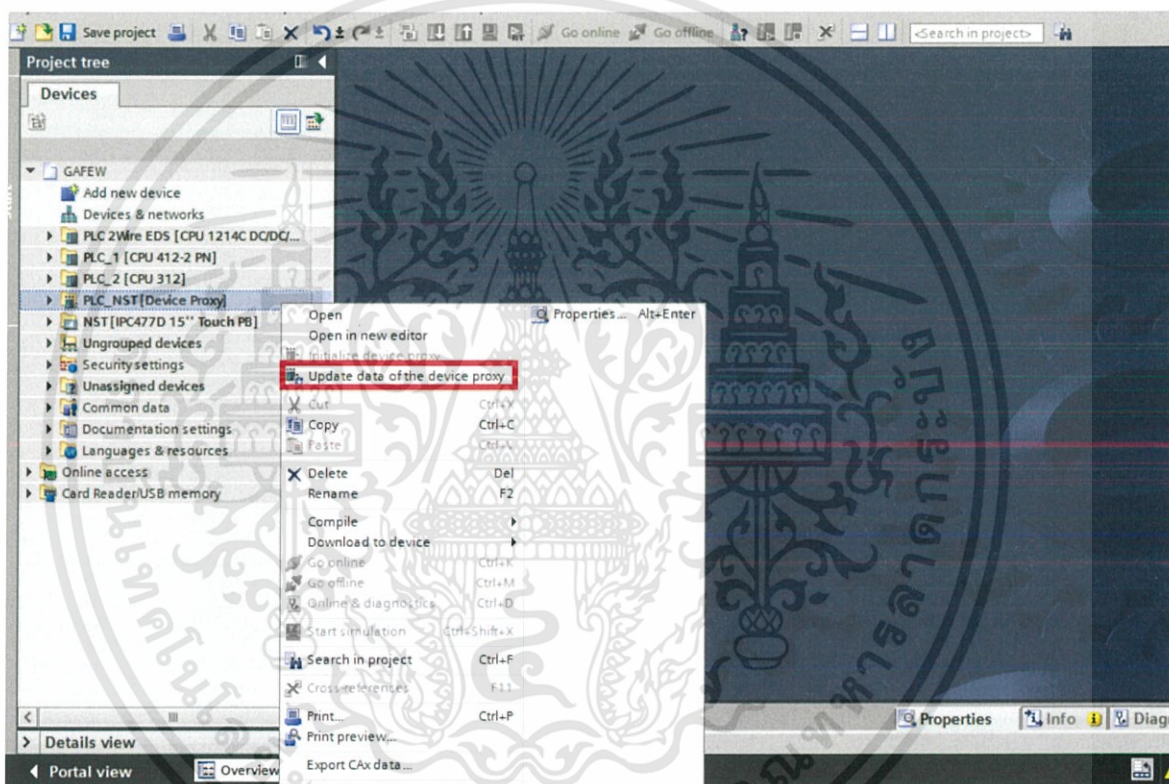 Save project
Go online
Go offline
<Search in project>
Project tree
Devices
GAFEW
Add new device
Devices & networks
PLC 2Wire EDS [CPU 1214C DC/DC/...
PLC_1 [CPU 412-2 PN]
PLC_2 [CPU 312]
PLC_NST [Device Proxy]
NST [IPC477D 15'' Touch PB]
Ungrouped devices
Security settings
Unassigned devices
Common data
Documentation settings
Languages & resources
Online access
Card Reader/USB memory
Open
Properties... Alt+Enter
Open in new editor
Initialize device proxy
Update data of the device proxy
Cut Ctrl+X
Copy Ctrl+C
Paste Ctrl+V
Delete Del
Rename F2
Compile
Download to device
Go online Ctrl+K
Go offline Ctrl+M
Online & diagnostics Ctrl+D
Start simulation Ctrl+Shift+X
Search in project Ctrl+F
Cross-references F11
Print... Ctrl+P
Print preview...
Export CAx data...
Properties
Info
Diagn
Details view
Portal view
Overview